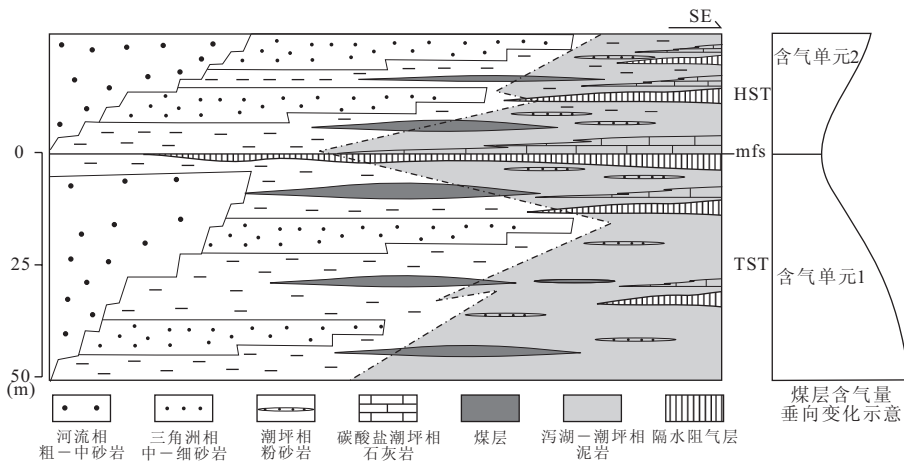 SE
含气单元2
HST
0
mfs
25
TST
含气单元1
50
(m)
煤层含气量
垂向变化示意
河流相
粗－中砂岩
三角洲相
中－细砂岩
潮坪相
粉砂岩
碳酸盐潮坪相
石灰岩
煤层
泻湖－潮坪相
泥岩
隔水阻气层